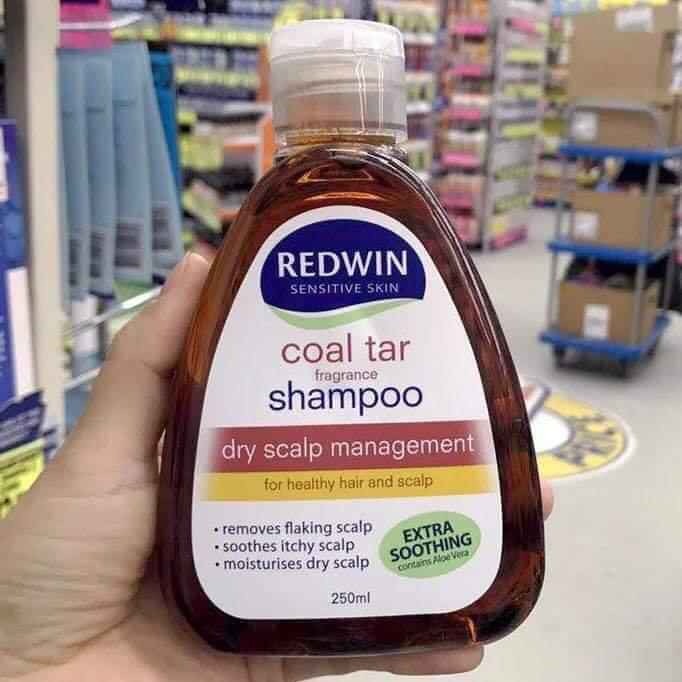 REDWIN
SENSITIVE SKIN
coal tar
fragrance
shampoo
dry scalp management
for healthy hair and scalp
• removes flaking scalp
• soothes itchy scalp
• moisturises dry scalp
EXTRA
SOOTHING
contains Aloe Vera
250ml